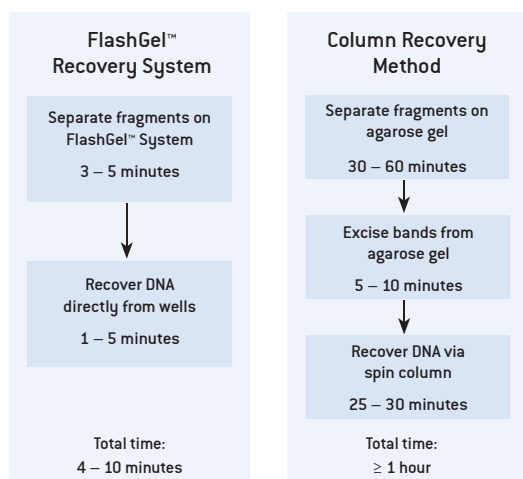 FlashGel™
Recovery System
Separate fragments on
FlashGel™ System
3 – 5 minutes
Recover DNA
directly from wells
1 – 5 minutes
Total time:
4 – 10 minutes
Column Recovery
Method
Separate fragments on
agarose gel
30 – 60 minutes
Excise bands from
agarose gel
5 – 10 minutes
Recover DNA via
spin column
25 – 30 minutes
Total time:
≥ 1 hour